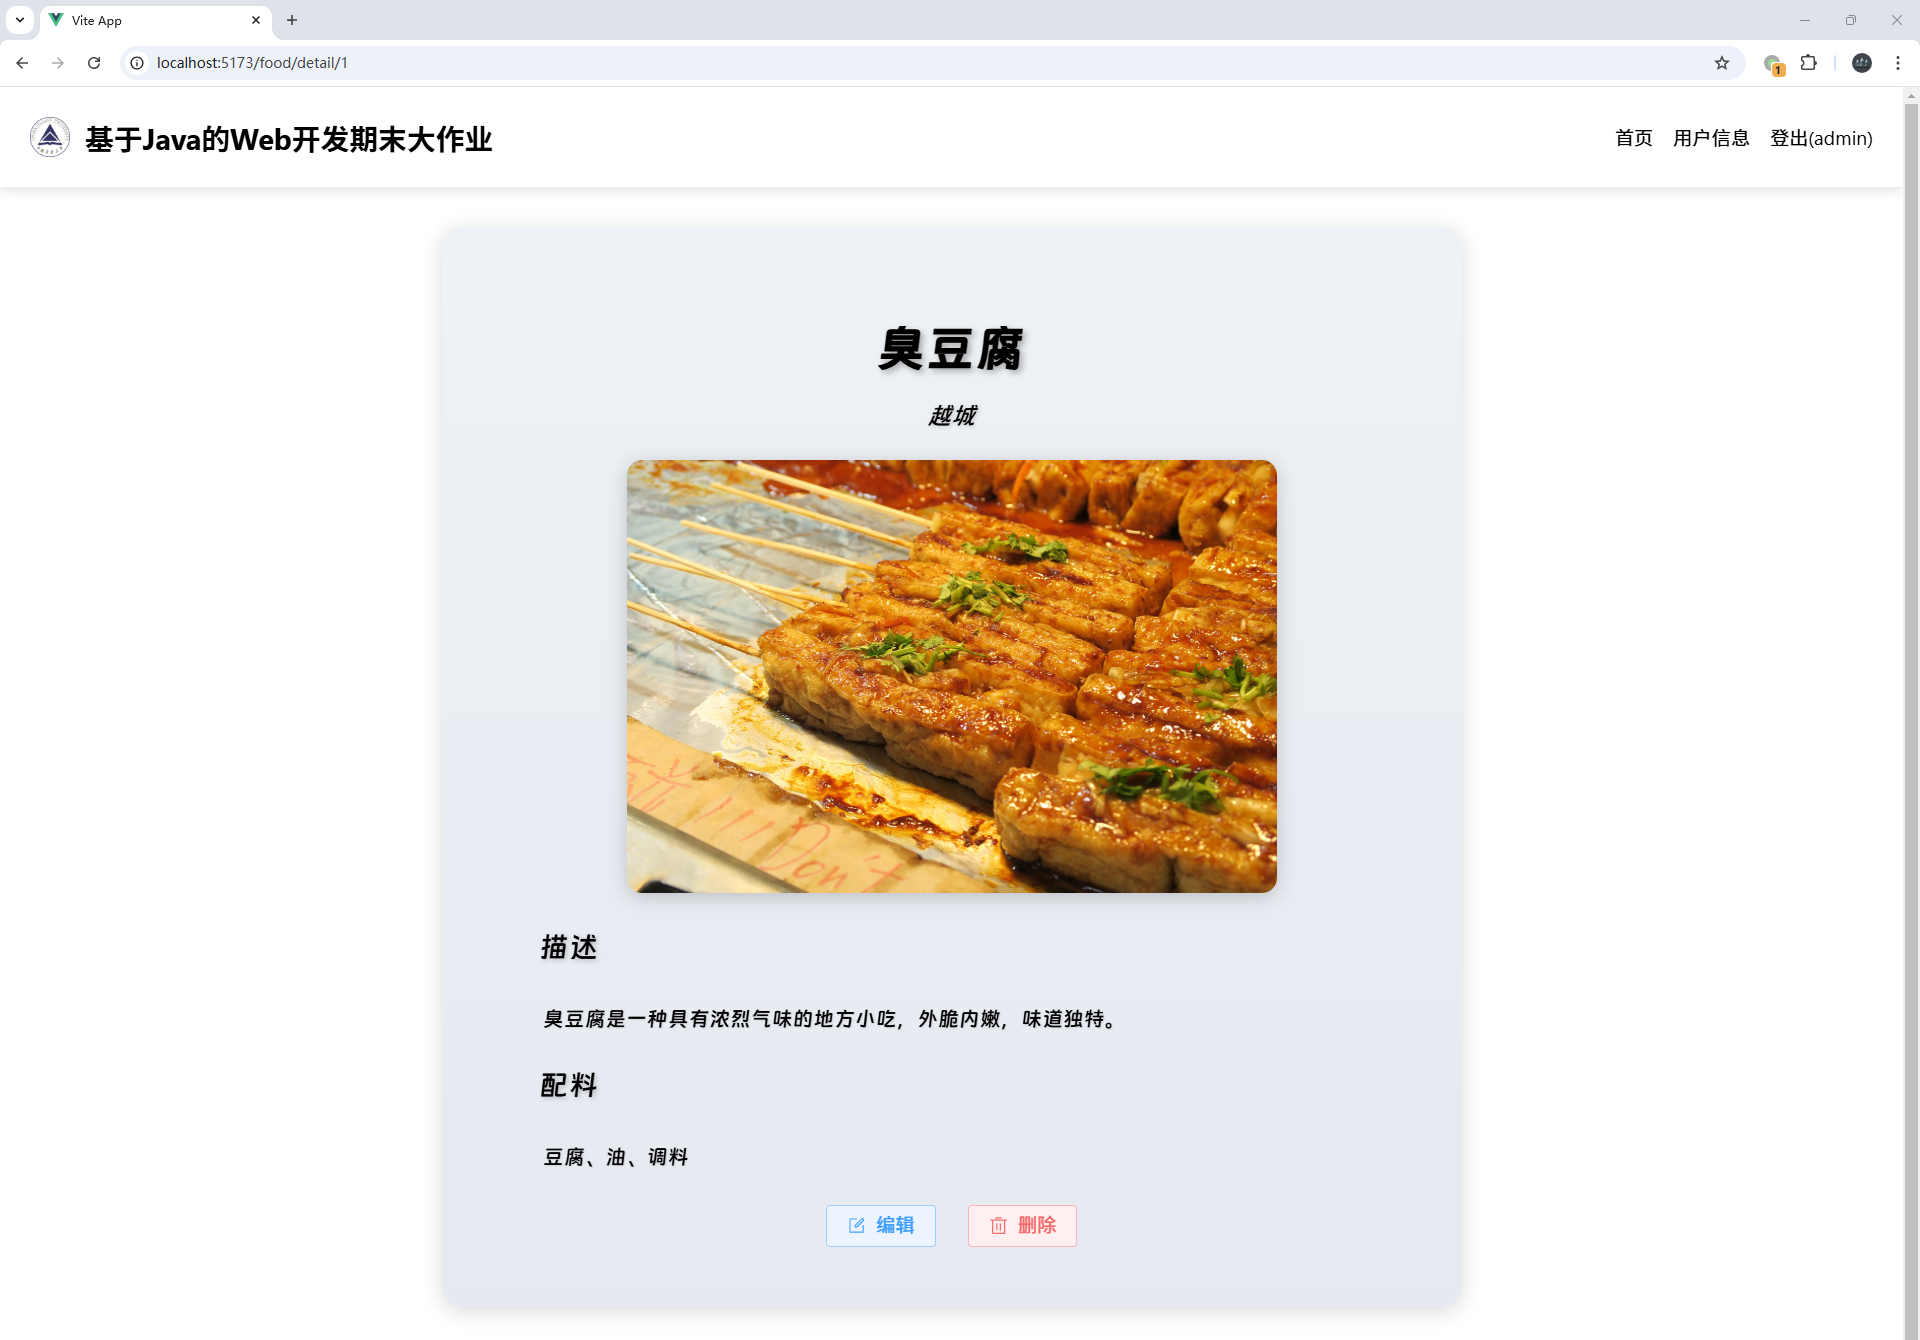 Vite App
localhost:5173/food/detail/1
1
基于Java的Web开发期末大作业
首页 用户信息 登出(admin)
臭豆腐
越城
Don't
描述
臭豆腐是一种具有浓烈气味的地方小吃，外脆内嫩，味道独特。
配料
豆腐、油、调料
编辑 删除